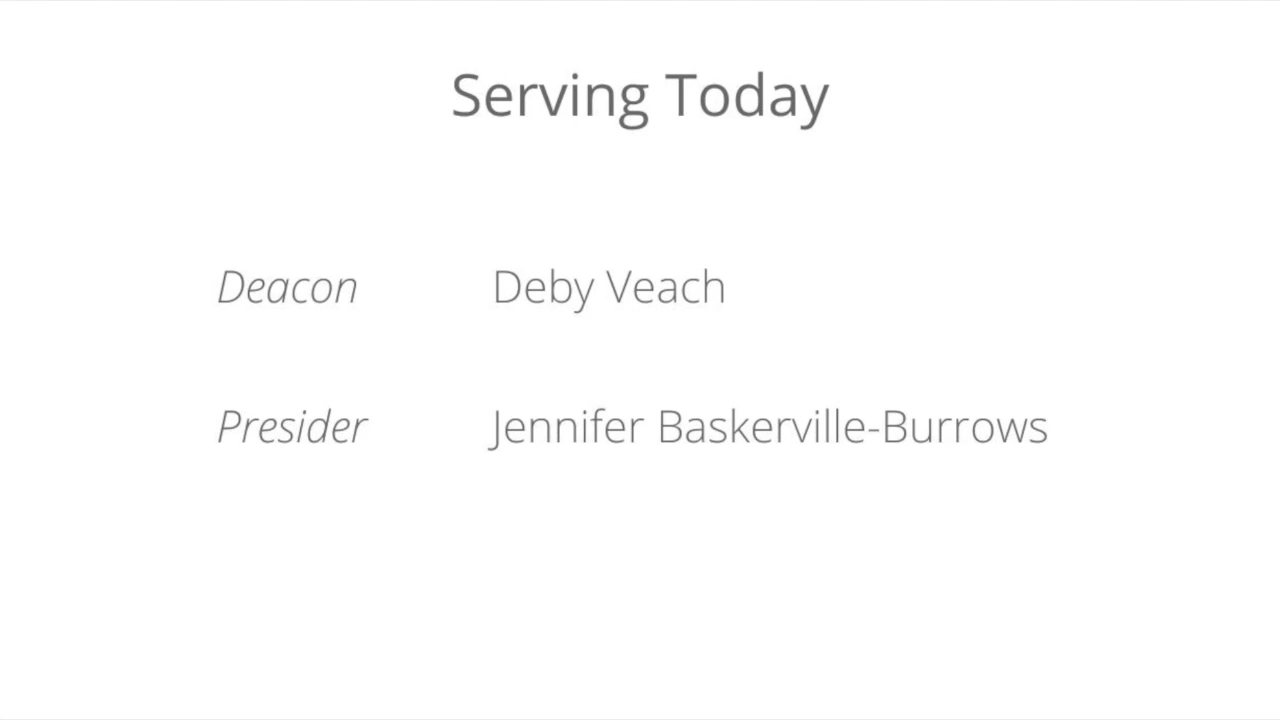 Serving Today
Deacon Deby Veach
Presider Jennifer Baskerville-Burrows